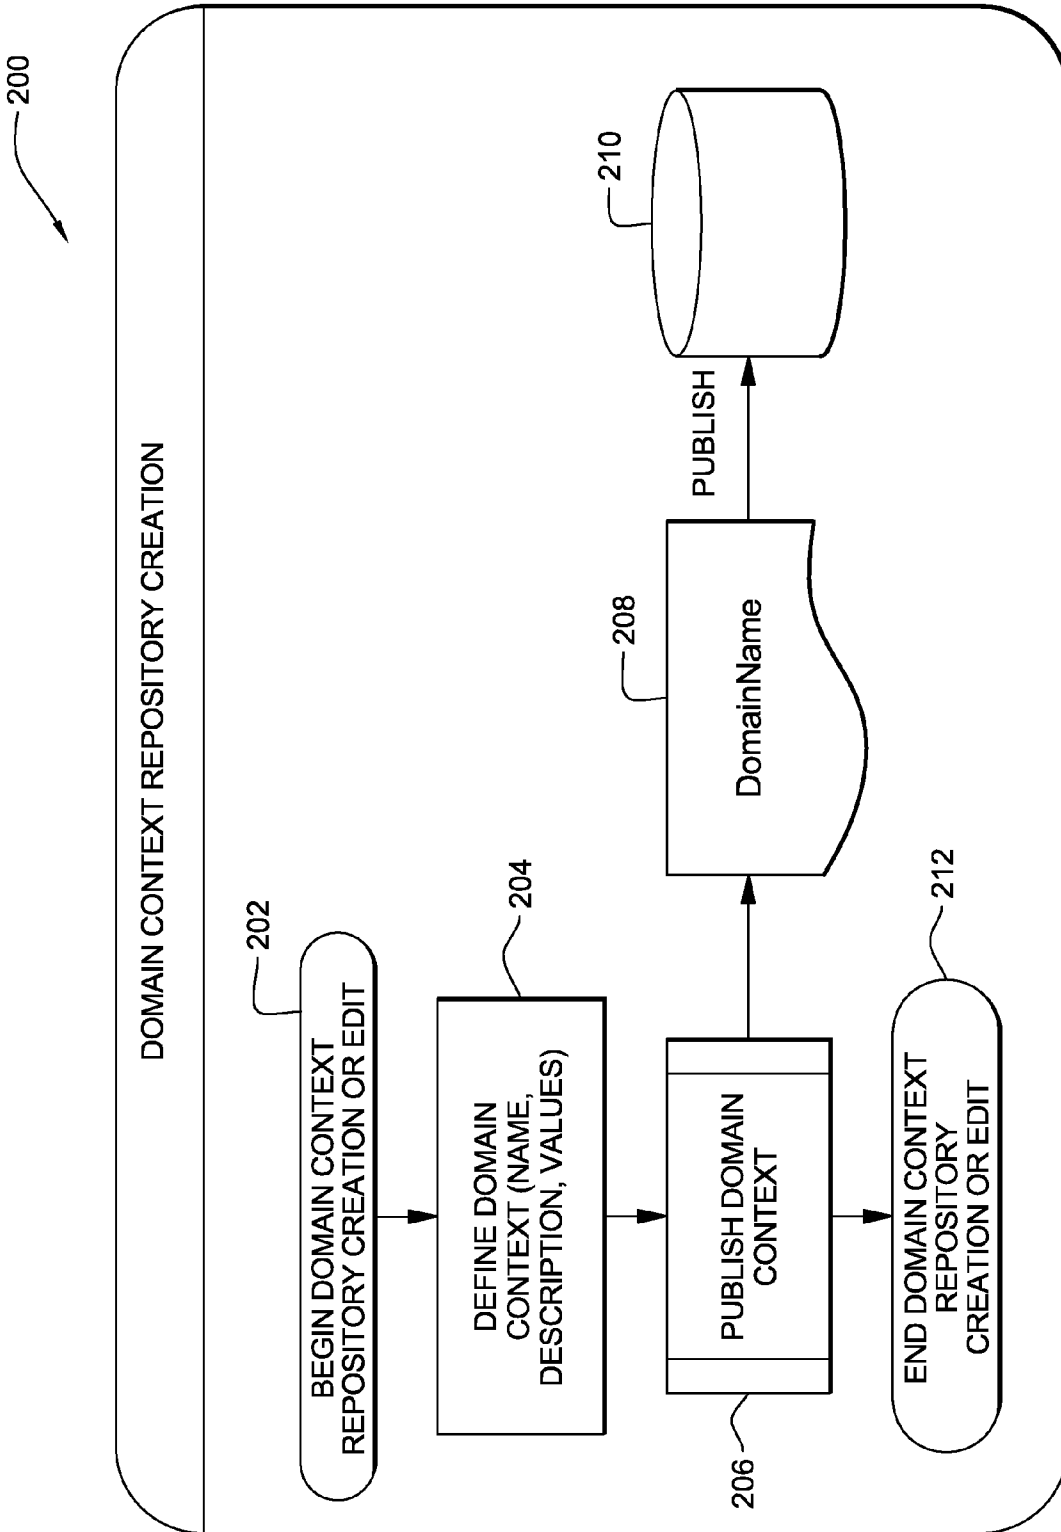 200
DOMAIN CONTEXT REPOSITORY CREATION
202
BEGIN DOMAIN CONTEXT
REPOSITORY CREATION OR EDIT
204
DEFINE DOMAIN
CONTEXT (NAME,
DESCRIPTION, VALUES)
206
PUBLISH DOMAIN
CONTEXT
208
DomainName
PUBLISH
210
212
END DOMAIN CONTEXT
REPOSITORY
CREATION OR EDIT